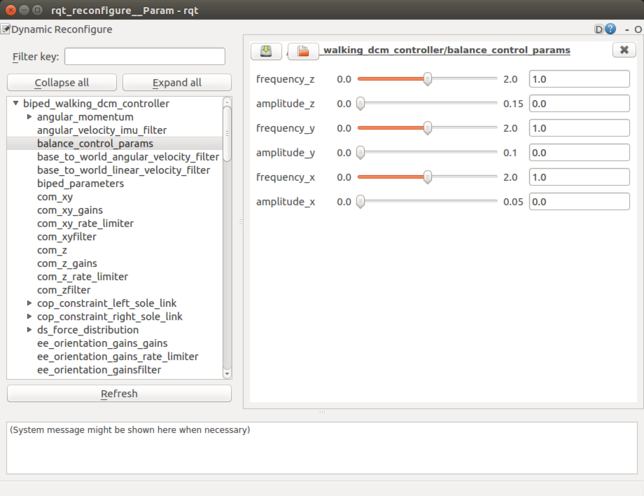 rqt_reconfigure__Param - rqt
Dynamic Reconfigure
D ? - O
Filter key:
Collapse all Expand all
biped_walking_dcm_controller
angular_momentum
angular_velocity_imu_filter
balance_control_params
base_to_world_angular_velocity_filter
base_to_world_linear_velocity_filter
biped_parameters
com_xy
com_xy_gains
com_xy_rate_limiter
com_xyfilter
com_z
com_z_gains
com_z_rate_limiter
com_zfilter
cop_constraint_left_sole_link
cop_constraint_right_sole_link
ds_force_distribution
ee_orientation_gains_gains
ee_orientation_gains_rate_limiter
ee_orientation_gainsfilter
Refresh
_walking_dcm_controller/balance_control_params
frequency_z 0.0 2.0 1.0
amplitude_z 0.0 0.15 0.0
frequency_y 0.0 2.0 1.0
amplitude_y 0.0 0.1 0.0
frequency_x 0.0 2.0 1.0
amplitude_x 0.0 0.05 0.0
(System message might be shown here when necessary)